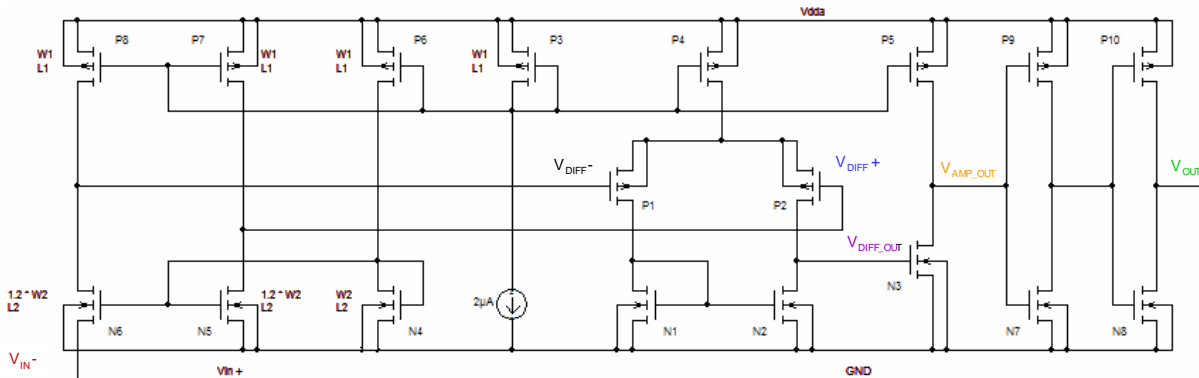 Vdda
P8
P7
P6
P3
P4
P5
P9
P10
W1
L1
W1
L1
W1
L1
W1
L1
VDIFF-
VDIFF+
VAMP_OUT
VOUT
P1
P2
VDIFF_OUT
N3
1.2*W2
L2
1.2*W2
L2
W2
L2
2µA
N6
N5
N4
N1
N2
N7
N8
VIN-
Vin+
GND